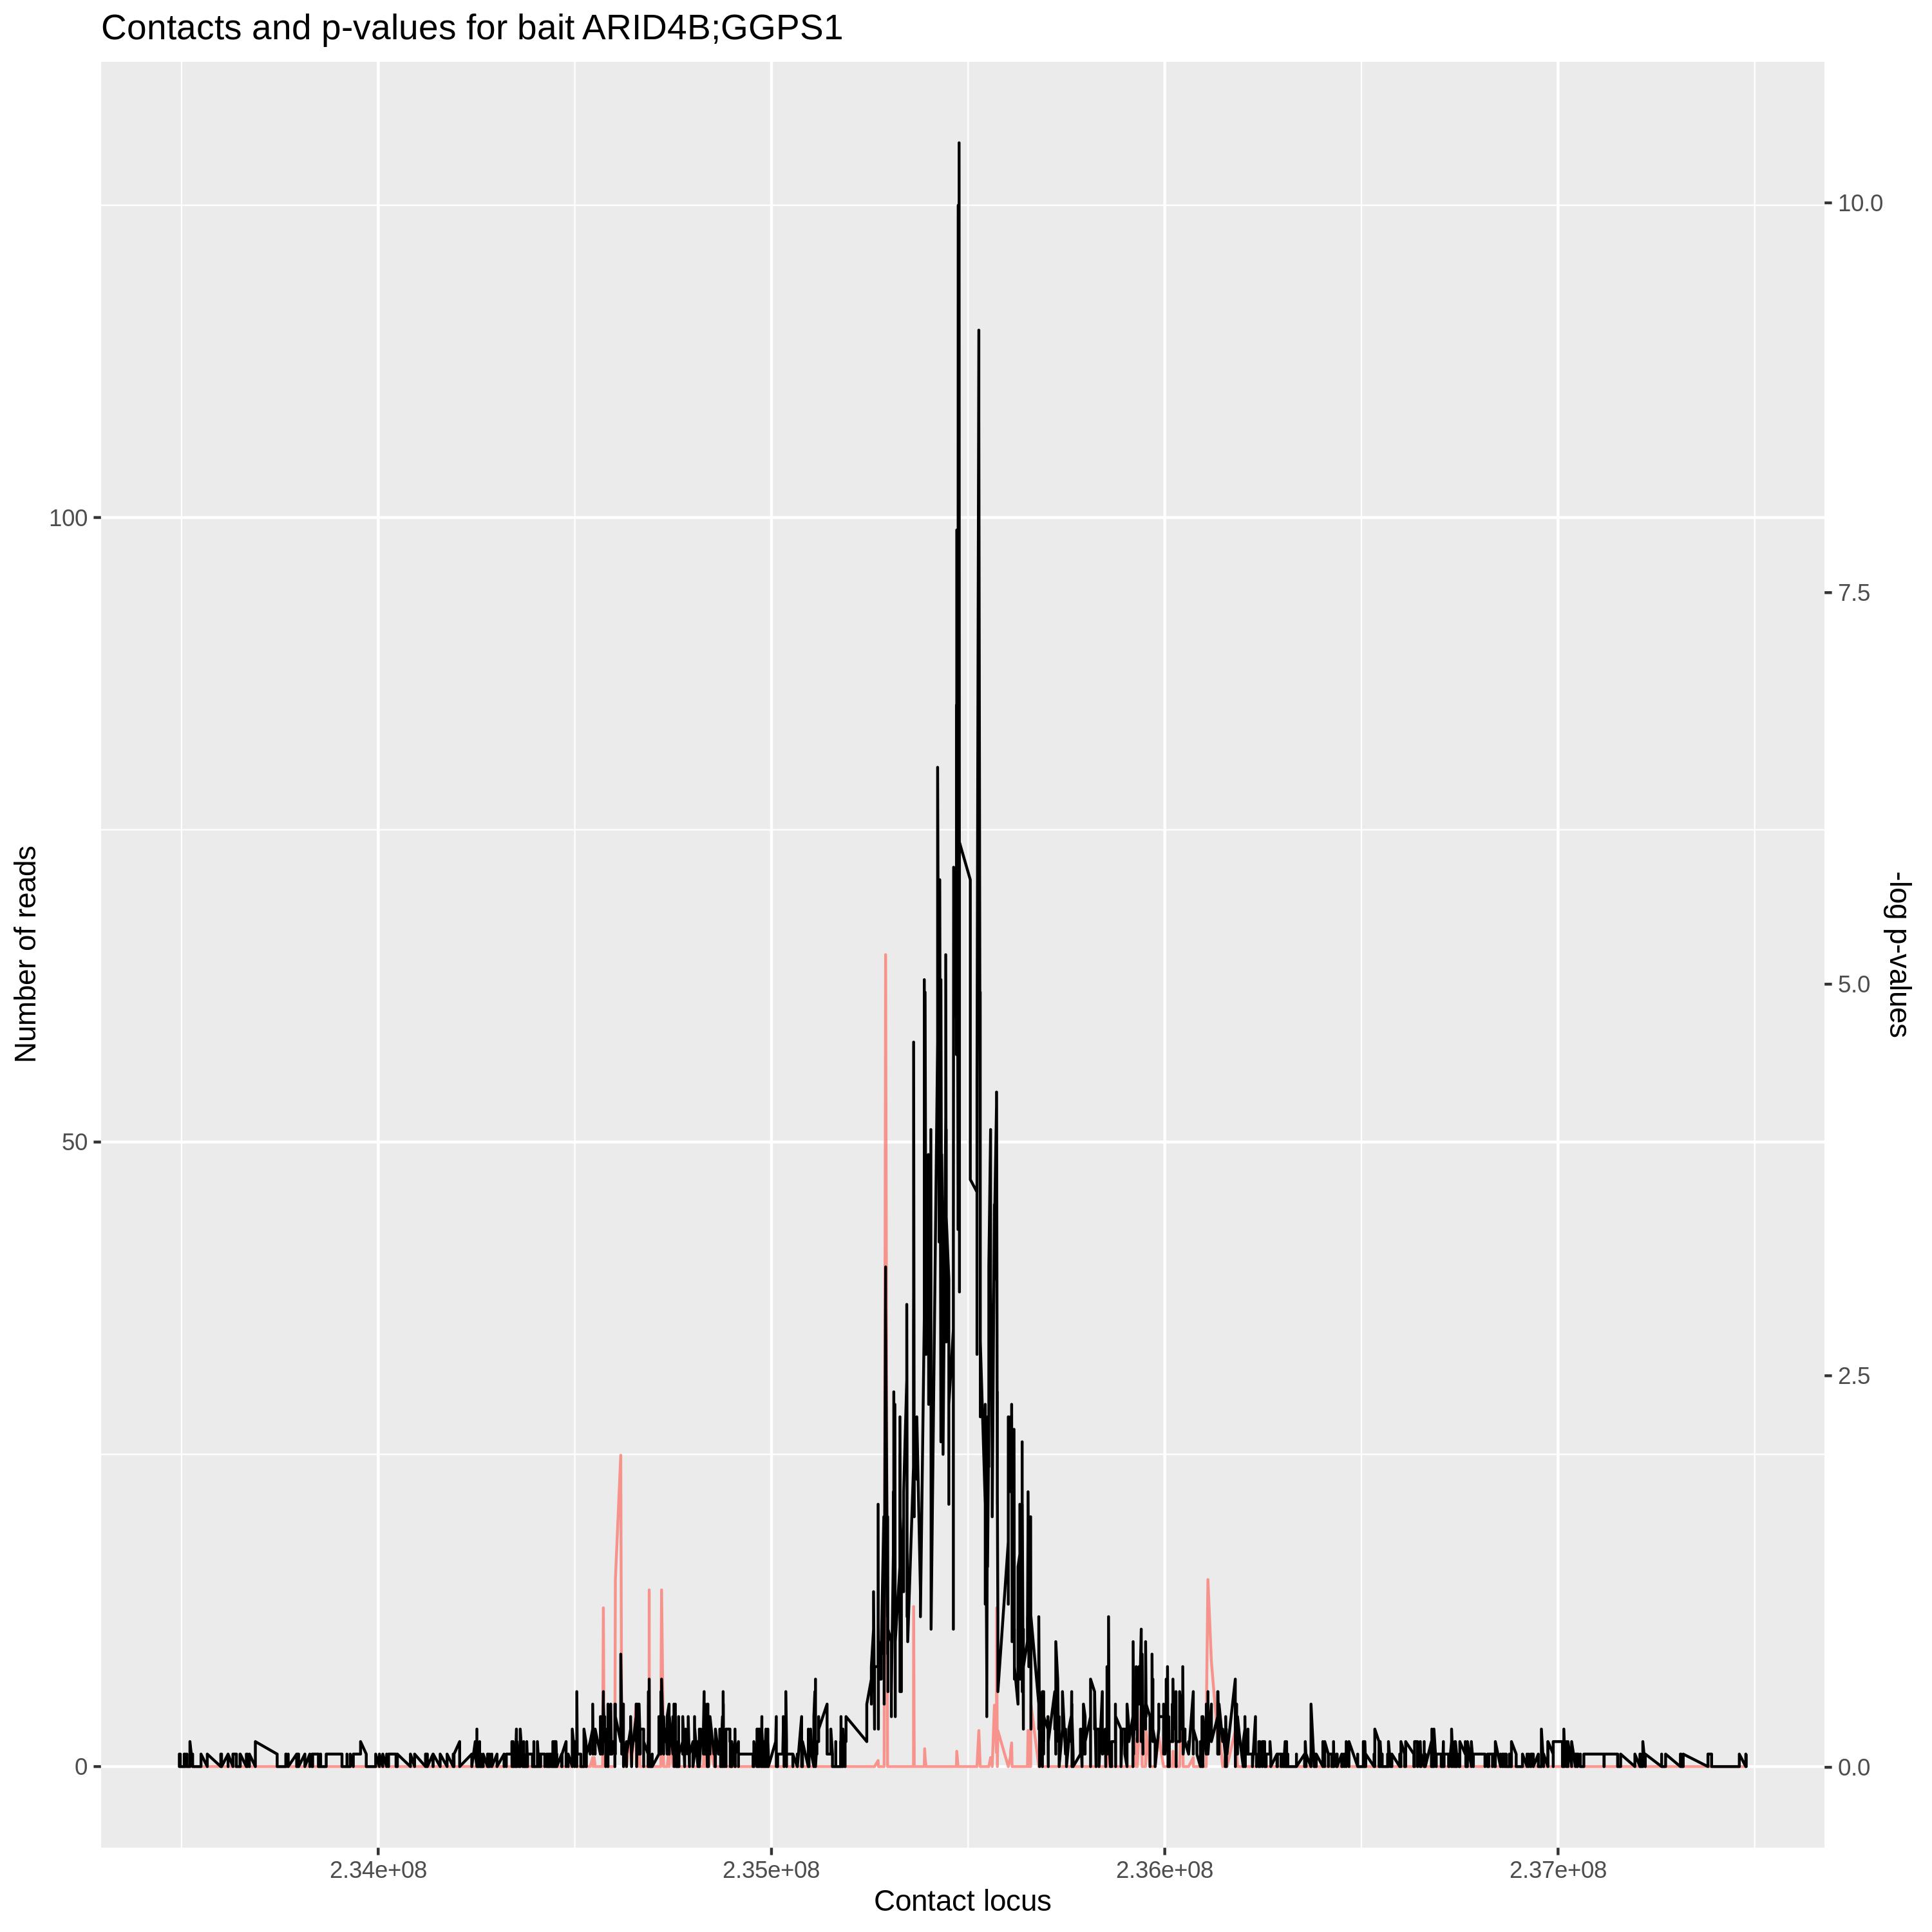 Contacts and p-values for bait ARID4B;GGPS1
Number of reads
100
50
0
10.0
7.5
5.0
2.5
0.0
-log p-values
2.34e+08
2.35e+08
2.36e+08
2.37e+08
Contact locus